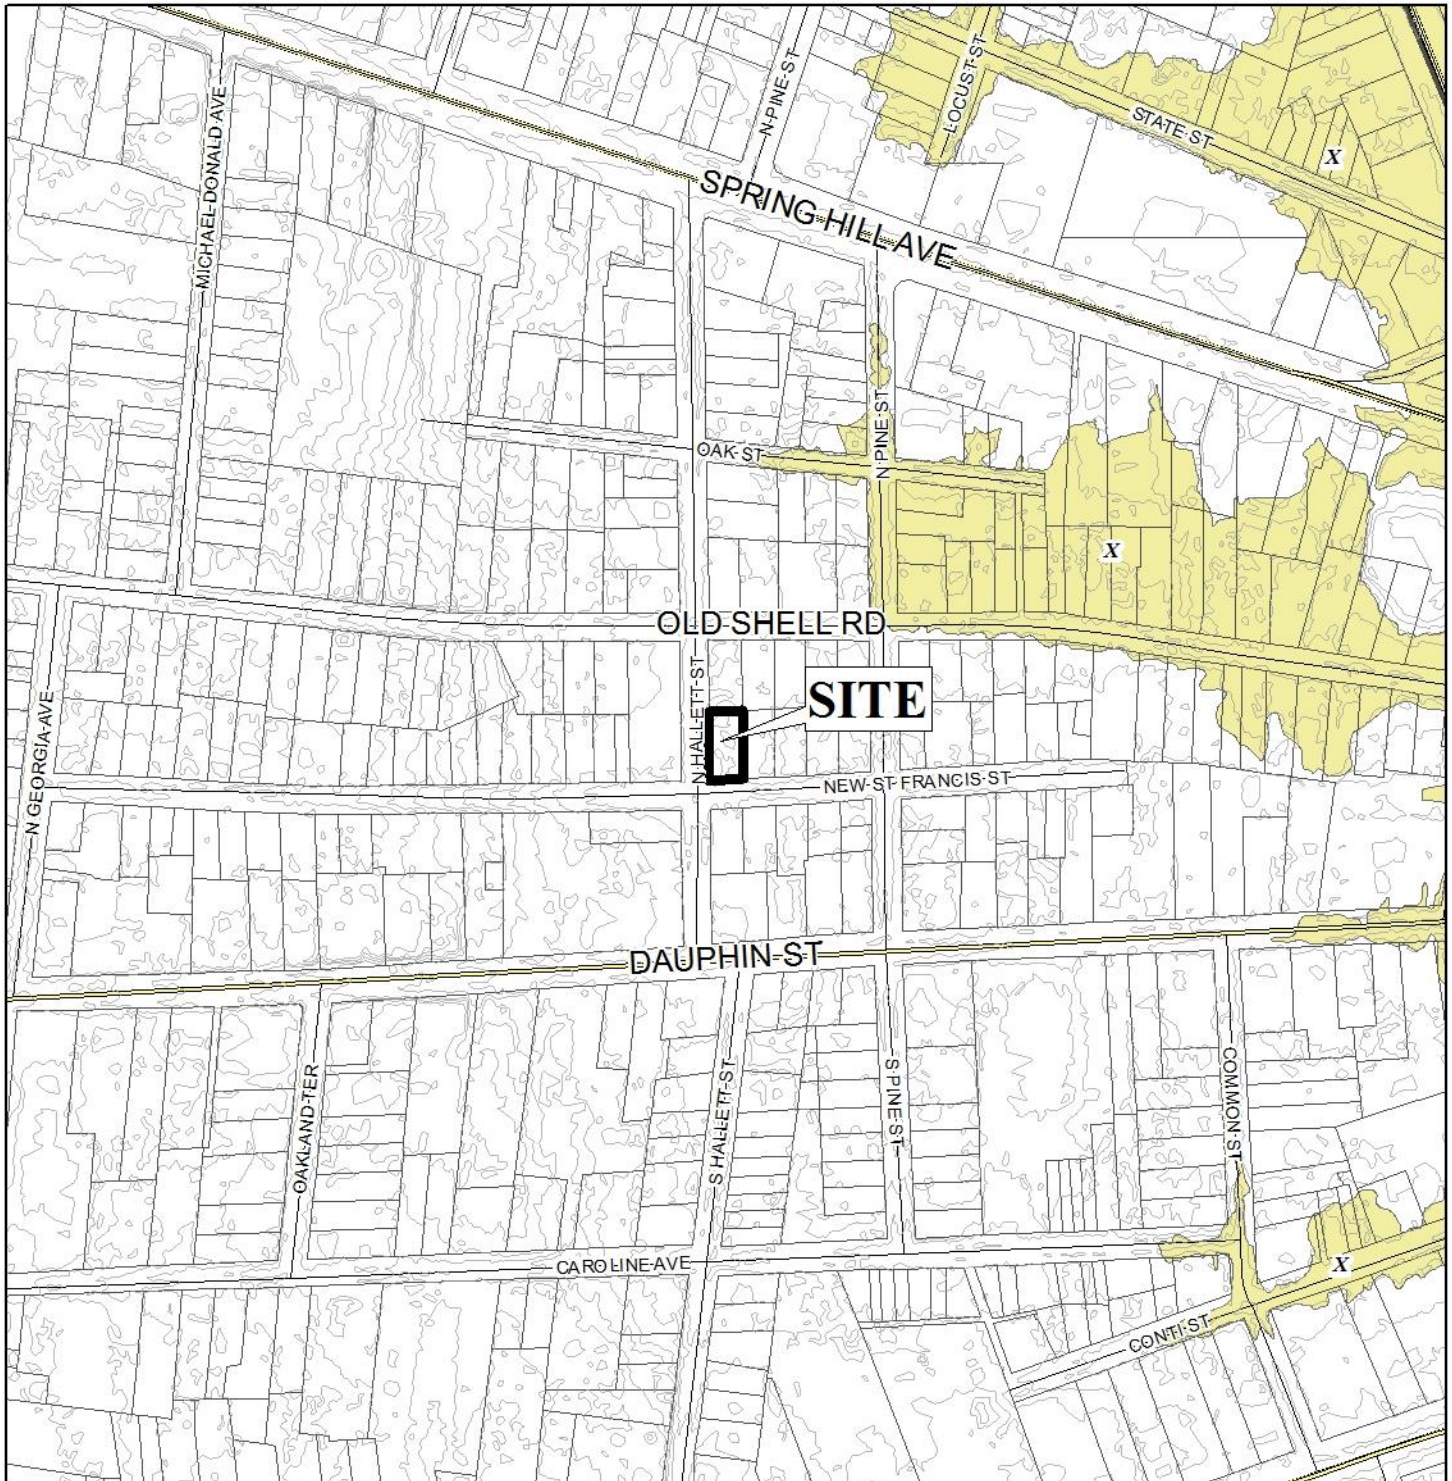 LOCUST ST
N PINE ST
STATE ST
MICHAEL DONALD AVE
X
SPRING HILL AVE
N PINE ST
OAK ST
X
OLD SHELL RD
N HALLETT ST
SITE
N GEORGIA AVE
NEW ST FRANCIS ST
DAUPHIN ST
OAKLAND TER
S HALLETT ST
S PINE ST
COMMON ST
CAROLINE AVE
X
CONTI ST